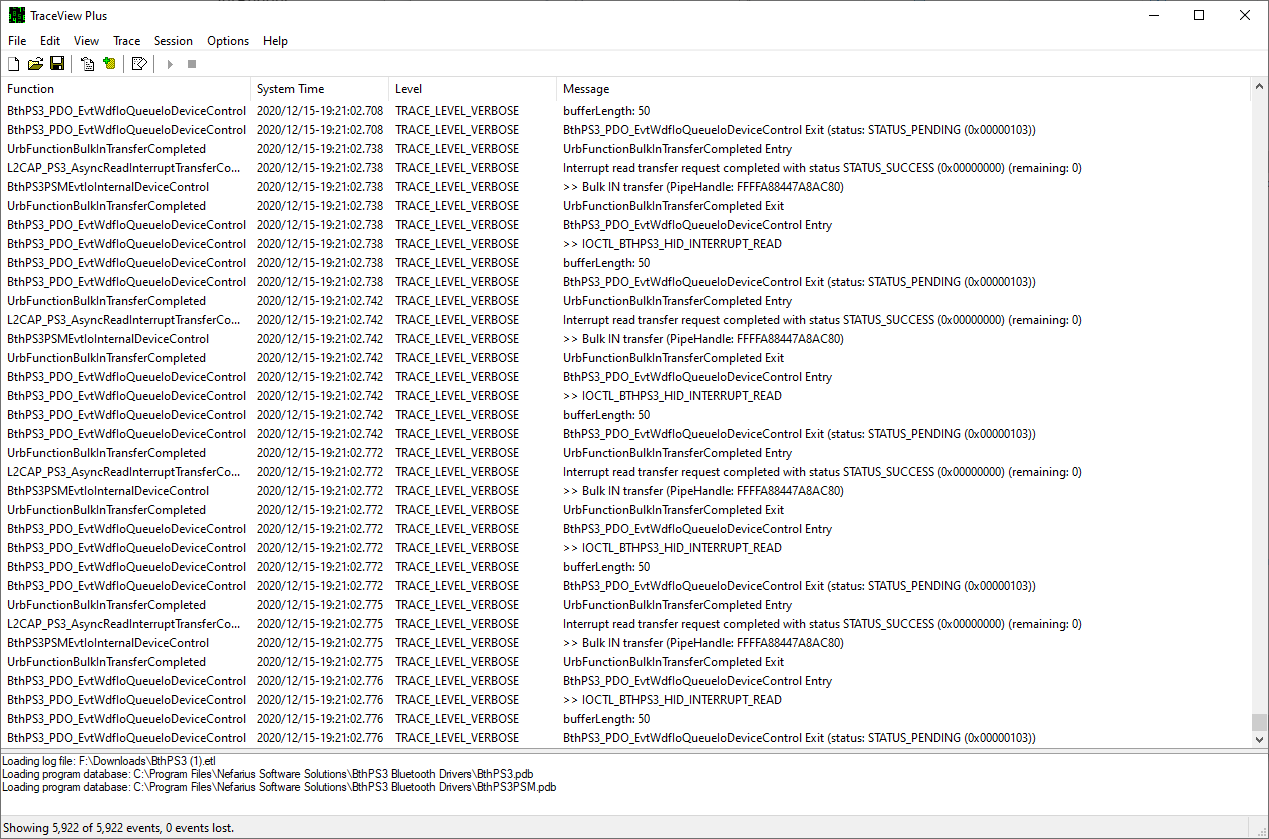 TraceView Plus
File Edit View Trace Session Options Help
Function System Time Level Message
BthPS3_PDO_EvtWdfIoQueueIoDeviceControl 2020/12/15-19:21:02.708 TRACE_LEVEL_VERBOSE bufferLength: 50
BthPS3_PDO_EvtWdfIoQueueIoDeviceControl 2020/12/15-19:21:02.708 TRACE_LEVEL_VERBOSE BthPS3_PDO_EvtWdfIoQueueIoDeviceControl Exit (status: STATUS_PENDING (0x00000103))
UrbFunctionBulkInTransferCompleted 2020/12/15-19:21:02.738 TRACE_LEVEL_VERBOSE UrbFunctionBulkInTransferCompleted Entry
L2CAP_PS3_AsyncReadInterruptTransferCo... 2020/12/15-19:21:02.738 TRACE_LEVEL_VERBOSE Interrupt read transfer request completed with status STATUS_SUCCESS (0x00000000) (remaining: 0)
BthPS3PSMEvtIoInternalDeviceControl 2020/12/15-19:21:02.738 TRACE_LEVEL_VERBOSE >> Bulk IN transfer (PipeHandle: FFFFA88447A8AC80)
UrbFunctionBulkInTransferCompleted 2020/12/15-19:21:02.738 TRACE_LEVEL_VERBOSE UrbFunctionBulkInTransferCompleted Exit
BthPS3_PDO_EvtWdfIoQueueIoDeviceControl 2020/12/15-19:21:02.738 TRACE_LEVEL_VERBOSE BthPS3_PDO_EvtWdfIoQueueIoDeviceControl Entry
BthPS3_PDO_EvtWdfIoQueueIoDeviceControl 2020/12/15-19:21:02.738 TRACE_LEVEL_VERBOSE >> IOCTL_BTHPS3_HID_INTERRUPT_READ
BthPS3_PDO_EvtWdfIoQueueIoDeviceControl 2020/12/15-19:21:02.738 TRACE_LEVEL_VERBOSE bufferLength: 50
BthPS3_PDO_EvtWdfIoQueueIoDeviceControl 2020/12/15-19:21:02.738 TRACE_LEVEL_VERBOSE BthPS3_PDO_EvtWdfIoQueueIoDeviceControl Exit (status: STATUS_PENDING (0x00000103))
UrbFunctionBulkInTransferCompleted 2020/12/15-19:21:02.742 TRACE_LEVEL_VERBOSE UrbFunctionBulkInTransferCompleted Entry
L2CAP_PS3_AsyncReadInterruptTransferCo... 2020/12/15-19:21:02.742 TRACE_LEVEL_VERBOSE Interrupt read transfer request completed with status STATUS_SUCCESS (0x00000000) (remaining: 0)
BthPS3PSMEvtIoInternalDeviceControl 2020/12/15-19:21:02.742 TRACE_LEVEL_VERBOSE >> Bulk IN transfer (PipeHandle: FFFFA88447A8AC80)
UrbFunctionBulkInTransferCompleted 2020/12/15-19:21:02.742 TRACE_LEVEL_VERBOSE UrbFunctionBulkInTransferCompleted Exit
BthPS3_PDO_EvtWdfIoQueueIoDeviceControl 2020/12/15-19:21:02.742 TRACE_LEVEL_VERBOSE BthPS3_PDO_EvtWdfIoQueueIoDeviceControl Entry
BthPS3_PDO_EvtWdfIoQueueIoDeviceControl 2020/12/15-19:21:02.742 TRACE_LEVEL_VERBOSE >> IOCTL_BTHPS3_HID_INTERRUPT_READ
BthPS3_PDO_EvtWdfIoQueueIoDeviceControl 2020/12/15-19:21:02.742 TRACE_LEVEL_VERBOSE bufferLength: 50
BthPS3_PDO_EvtWdfIoQueueIoDeviceControl 2020/12/15-19:21:02.742 TRACE_LEVEL_VERBOSE BthPS3_PDO_EvtWdfIoQueueIoDeviceControl Exit (status: STATUS_PENDING (0x00000103))
UrbFunctionBulkInTransferCompleted 2020/12/15-19:21:02.772 TRACE_LEVEL_VERBOSE UrbFunctionBulkInTransferCompleted Entry
L2CAP_PS3_AsyncReadInterruptTransferCo... 2020/12/15-19:21:02.772 TRACE_LEVEL_VERBOSE Interrupt read transfer request completed with status STATUS_SUCCESS (0x00000000) (remaining: 0)
BthPS3PSMEvtIoInternalDeviceControl 2020/12/15-19:21:02.772 TRACE_LEVEL_VERBOSE >> Bulk IN transfer (PipeHandle: FFFFA88447A8AC80)
UrbFunctionBulkInTransferCompleted 2020/12/15-19:21:02.772 TRACE_LEVEL_VERBOSE UrbFunctionBulkInTransferCompleted Exit
BthPS3_PDO_EvtWdfIoQueueIoDeviceControl 2020/12/15-19:21:02.772 TRACE_LEVEL_VERBOSE BthPS3_PDO_EvtWdfIoQueueIoDeviceControl Entry
BthPS3_PDO_EvtWdfIoQueueIoDeviceControl 2020/12/15-19:21:02.772 TRACE_LEVEL_VERBOSE >> IOCTL_BTHPS3_HID_INTERRUPT_READ
BthPS3_PDO_EvtWdfIoQueueIoDeviceControl 2020/12/15-19:21:02.772 TRACE_LEVEL_VERBOSE bufferLength: 50
BthPS3_PDO_EvtWdfIoQueueIoDeviceControl 2020/12/15-19:21:02.772 TRACE_LEVEL_VERBOSE BthPS3_PDO_EvtWdfIoQueueIoDeviceControl Exit (status: STATUS_PENDING (0x00000103))
UrbFunctionBulkInTransferCompleted 2020/12/15-19:21:02.775 TRACE_LEVEL_VERBOSE UrbFunctionBulkInTransferCompleted Entry
L2CAP_PS3_AsyncReadInterruptTransferCo... 2020/12/15-19:21:02.775 TRACE_LEVEL_VERBOSE Interrupt read transfer request completed with status STATUS_SUCCESS (0x00000000) (remaining: 0)
BthPS3PSMEvtIoInternalDeviceControl 2020/12/15-19:21:02.775 TRACE_LEVEL_VERBOSE >> Bulk IN transfer (PipeHandle: FFFFA88447A8AC80)
UrbFunctionBulkInTransferCompleted 2020/12/15-19:21:02.775 TRACE_LEVEL_VERBOSE UrbFunctionBulkInTransferCompleted Exit
BthPS3_PDO_EvtWdfIoQueueIoDeviceControl 2020/12/15-19:21:02.776 TRACE_LEVEL_VERBOSE BthPS3_PDO_EvtWdfIoQueueIoDeviceControl Entry
BthPS3_PDO_EvtWdfIoQueueIoDeviceControl 2020/12/15-19:21:02.776 TRACE_LEVEL_VERBOSE >> IOCTL_BTHPS3_HID_INTERRUPT_READ
BthPS3_PDO_EvtWdfIoQueueIoDeviceControl 2020/12/15-19:21:02.776 TRACE_LEVEL_VERBOSE bufferLength: 50
BthPS3_PDO_EvtWdfIoQueueIoDeviceControl 2020/12/15-19:21:02.776 TRACE_LEVEL_VERBOSE BthPS3_PDO_EvtWdfIoQueueIoDeviceControl Exit (status: STATUS_PENDING (0x00000103))
Loading log file: F:\Downloads\BthPS3 (1).etl
Loading program database: C:\Program Files\Nefarius Software Solutions\BthPS3 Bluetooth Drivers\BthPS3.pdb
Loading program database: C:\Program Files\Nefarius Software Solutions\BthPS3 Bluetooth Drivers\BthPS3PSM.pdb
Showing 5,922 of 5,922 events, 0 events lost.